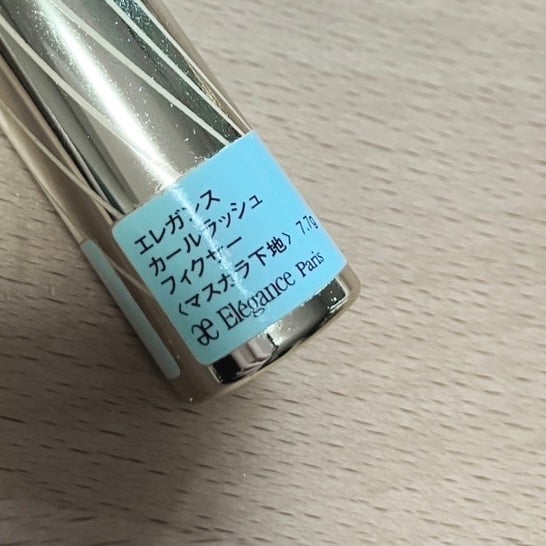 エレガンス
カールラッシュ
フィクサー
〈マスカラ下地〉 7.7g
æ Elégance Paris